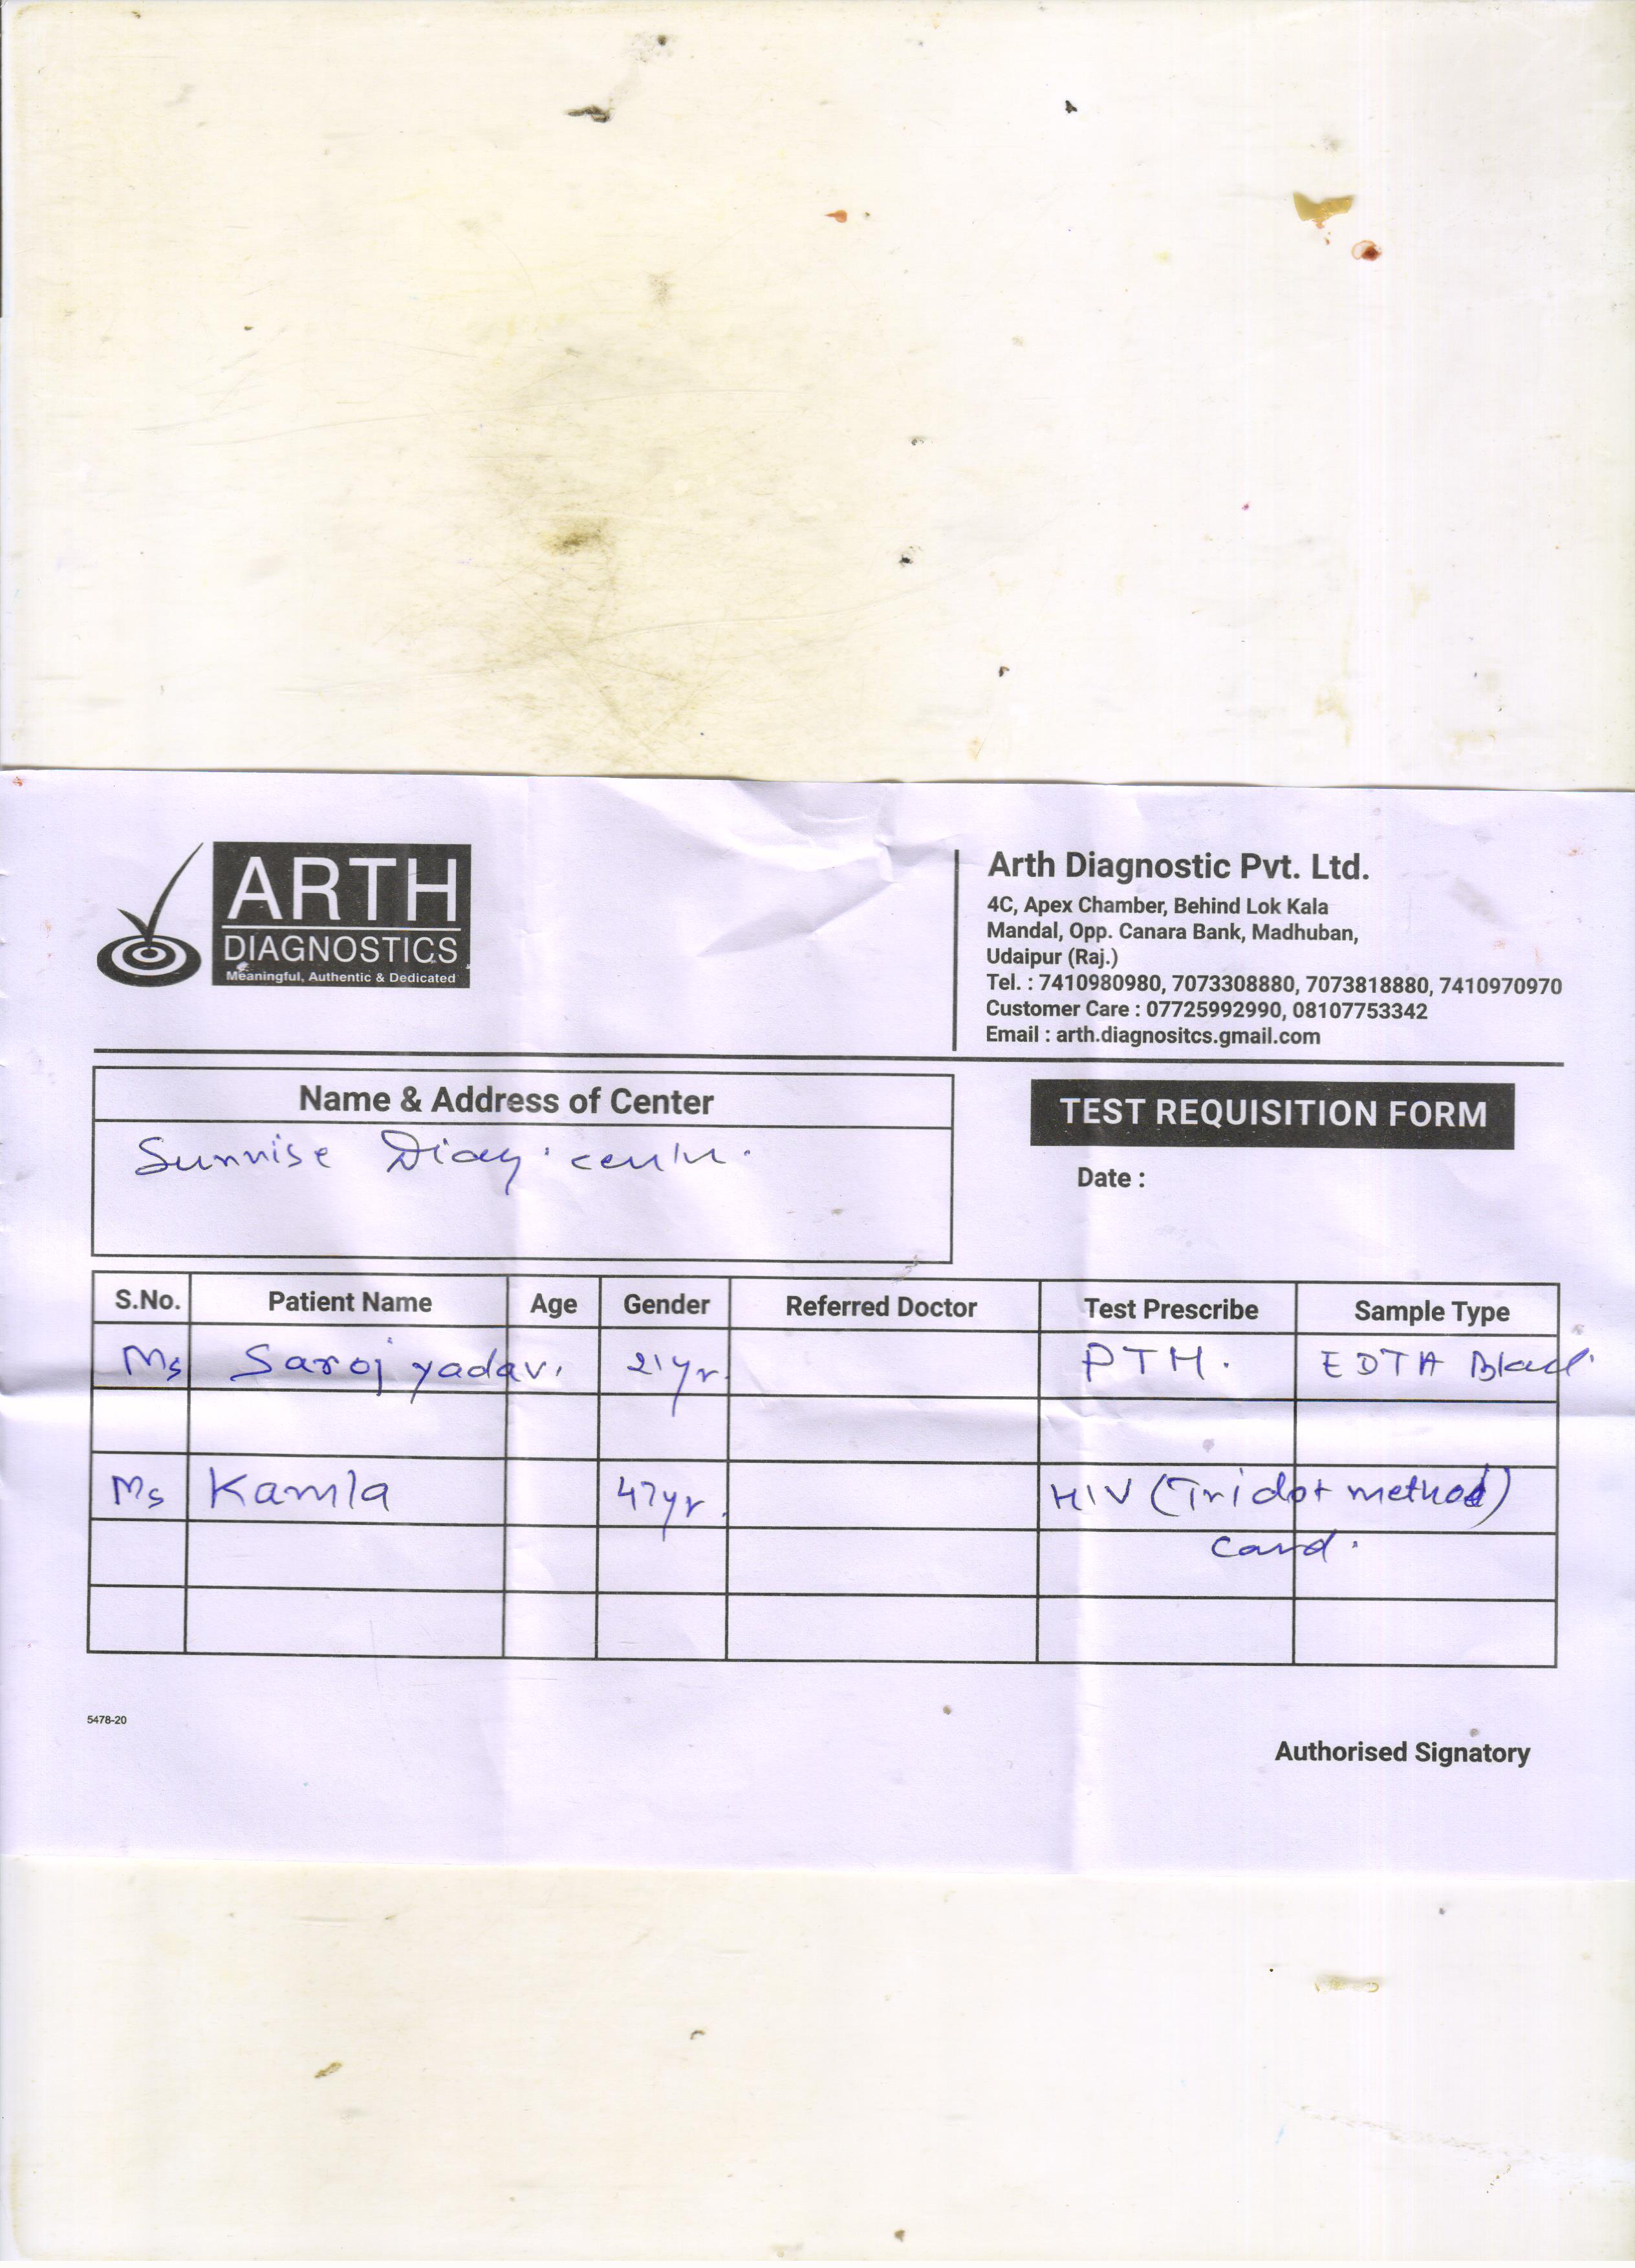 ARTH
DIAGNOSTICS
Meaningful, Authentic & Dedicated
Arth Diagnostic Pvt. Ltd.
4C, Apex Chamber, Behind Lok Kala
Mandal, Opp. Canara Bank, Madhuban,
Udaipur (Raj.)
Tel. : 7410980980, 7073308880, 7073818880, 7410970970
Customer Care : 07725992990, 08107753342
Email : arth.diagnositcs.gmail.com
Name & Address of Center
Sunrise Diag. centre.
TEST REQUISITION FORM
Date :
S.No. Patient Name Age Gender Referred Doctor Test Prescribe Sample Type
Ms Saroj yadav. 21yr. PTH. EDTA Blood.
Ms Kamla 47yr. HIV (Tridot method)
Card.
5478-20
Authorised Signatory